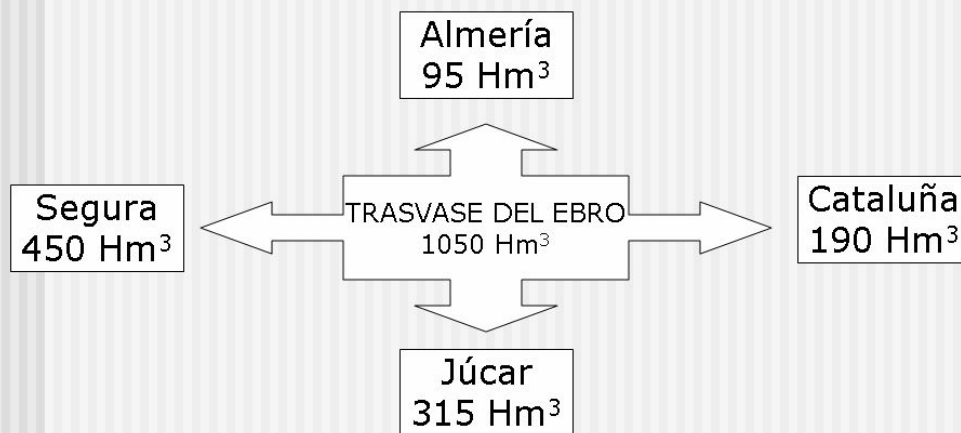 Almería
95 Hm³
Segura
450 Hm³
TRASVASE DEL EBRO
1050 Hm³
Cataluña
190 Hm³
Júcar
315 Hm³